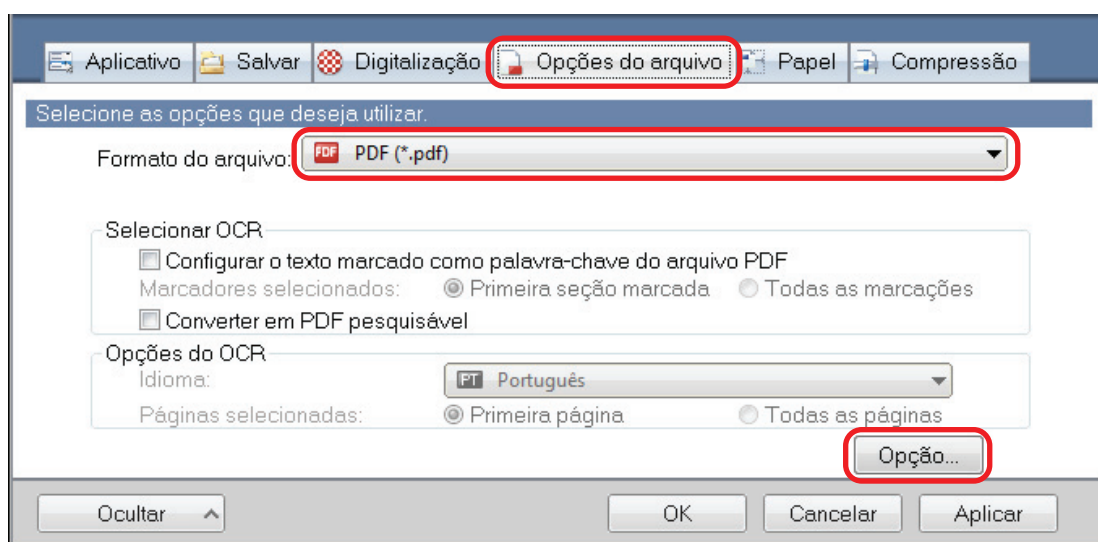 Aplicativo Salvar Digitalização Opções do arquivo Papel Compressão
Selecione as opções que deseja utilizar.
Formato do arquivo: PDF PDF (*.pdf)
Selecionar OCR
Configurar o texto marcado como palavra-chave do arquivo PDF
Marcadores selecionados: Primeira seção marcada Todas as marcações
Converter em PDF pesquisável
Opções do OCR
Idioma: PT Português
Páginas selecionadas: Primeira página Todas as páginas
Opção...
Ocultar OK Cancelar Aplicar